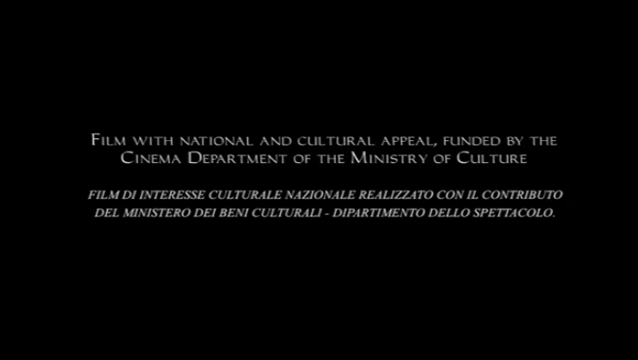 Film with national and cultural appeal, funded by the
Cinema Department of the Ministry of Culture
FILM DI INTERESSE CULTURALE NAZIONALE REALIZZATO CON IL CONTRIBUTO
DEL MINISTERO DEI BENI CULTURALI - DIPARTIMENTO DELLO SPETTACOLO.